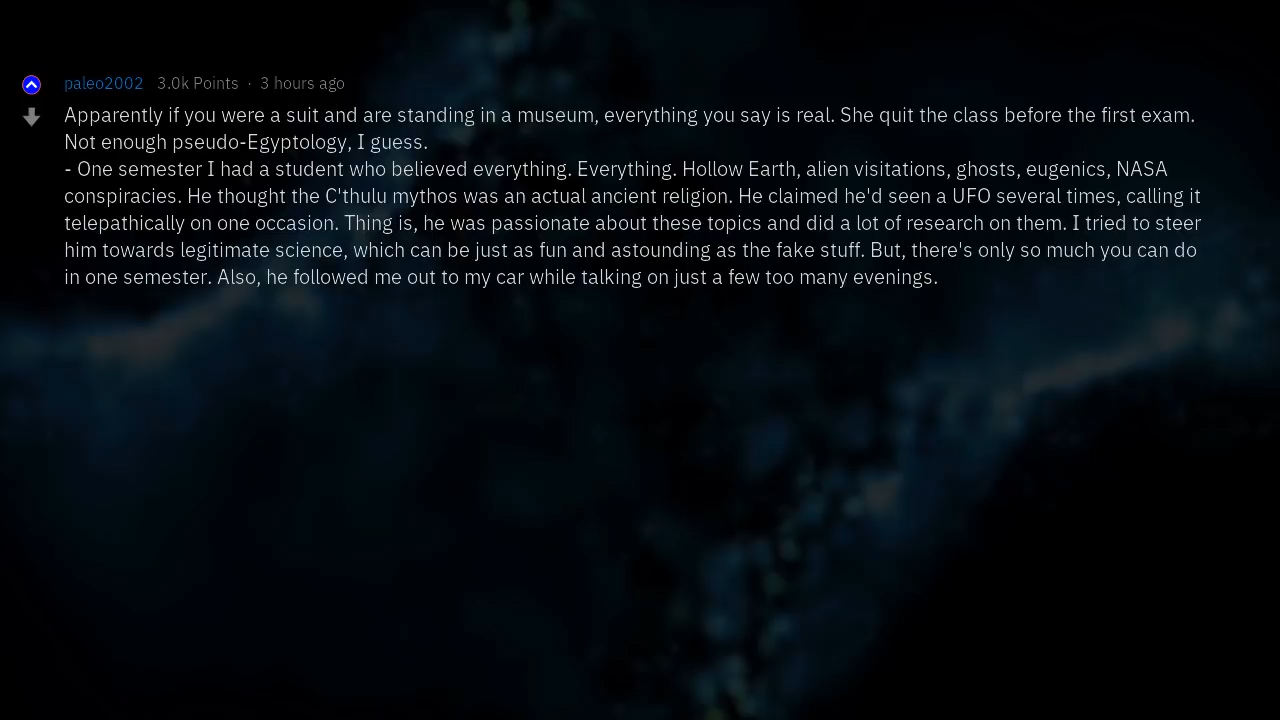 paleo2002 3.0k Points · 3 hours ago
Apparently if you were a suit and are standing in a museum, everything you say is real. She quit the class before the first exam.
Not enough pseudo-Egyptology, I guess.
- One semester I had a student who believed everything. Everything. Hollow Earth, alien visitations, ghosts, eugenics, NASA
conspiracies. He thought the C'thulu mythos was an actual ancient religion. He claimed he'd seen a UFO several times, calling it
telepathically on one occasion. Thing is, he was passionate about these topics and did a lot of research on them. I tried to steer
him towards legitimate science, which can be just as fun and astounding as the fake stuff. But, there's only so much you can do
in one semester. Also, he followed me out to my car while talking on just a few too many evenings.